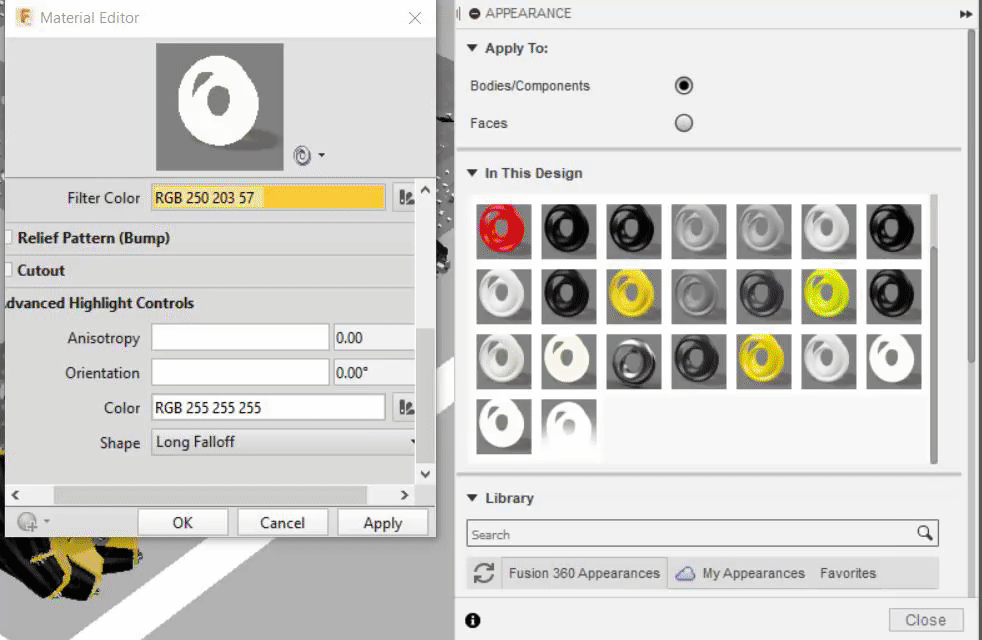 Material Editor
Filter Color RGB 250 203 57
Relief Pattern (Bump)
Cutout
dvanced Highlight Controls
Anisotropy 0.00
Orientation 0.00°
Color RGB 255 255 255
Shape Long Falloff
OK Cancel Apply
APPEARANCE
Apply To:
Bodies/Components
Faces
In This Design
Library
Search
Fusion 360 Appearances My Appearances Favorites
Close